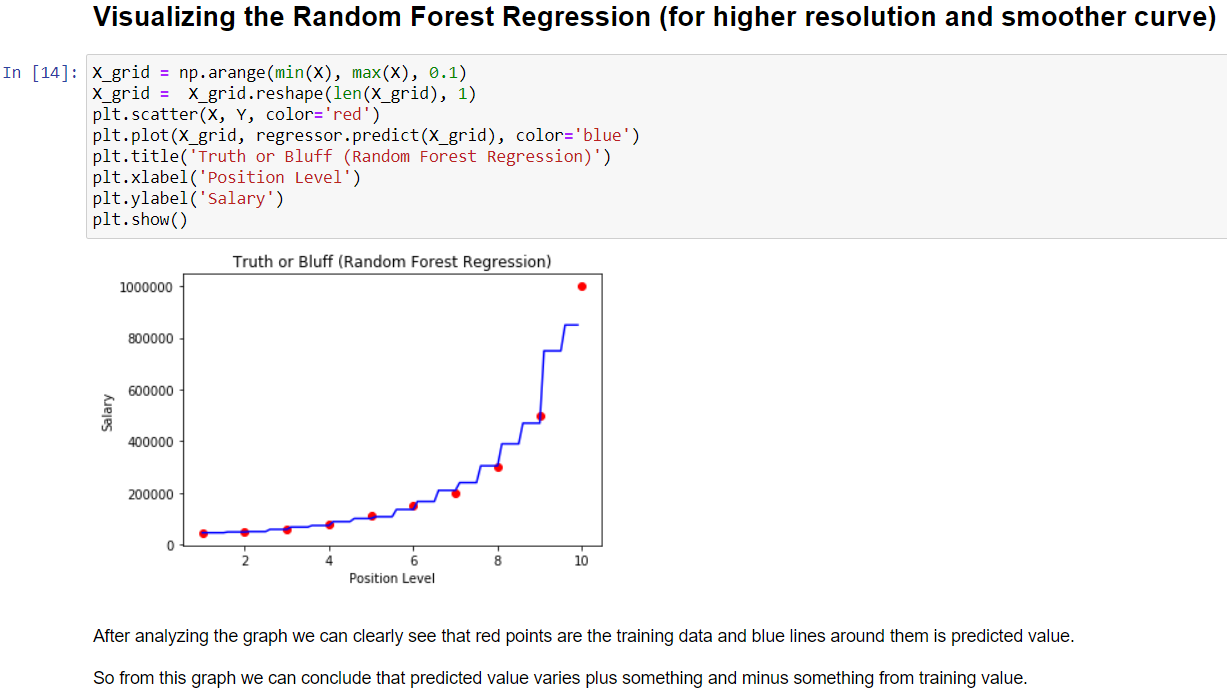 Visualizing the Random Forest Regression (for higher resolution and smoother curve)
In [14]: X_grid = np.arange(min(X), max(X), 0.1)
X_grid =  X_grid.reshape(len(X_grid), 1)
plt.scatter(X, Y, color='red')
plt.plot(X_grid, regressor.predict(X_grid), color='blue')
plt.title('Truth or Bluff (Random Forest Regression)')
plt.xlabel('Position Level')
plt.ylabel('Salary')
plt.show()
Truth or Bluff (Random Forest Regression)
1000000
800000
600000
400000
200000
0
Salary
2 4 6 8 10
Position Level
After analyzing the graph we can clearly see that red points are the training data and blue lines around them is predicted value.
So from this graph we can conclude that predicted value varies plus something and minus something from training value.